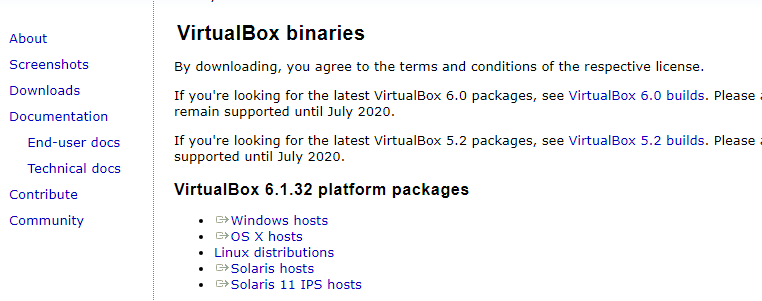 About
Screenshots
Downloads
Documentation
End-user docs
Technical docs
Contribute
Community
VirtualBox binaries
By downloading, you agree to the terms and conditions of the respective license.
If you're looking for the latest VirtualBox 6.0 packages, see VirtualBox 6.0 builds. Please
remain supported until July 2020.
If you're looking for the latest VirtualBox 5.2 packages, see VirtualBox 5.2 builds. Please
supported until July 2020.
VirtualBox 6.1.32 platform packages
Windows hosts
OS X hosts
Linux distributions
Solaris hosts
Solaris 11 IPS hosts